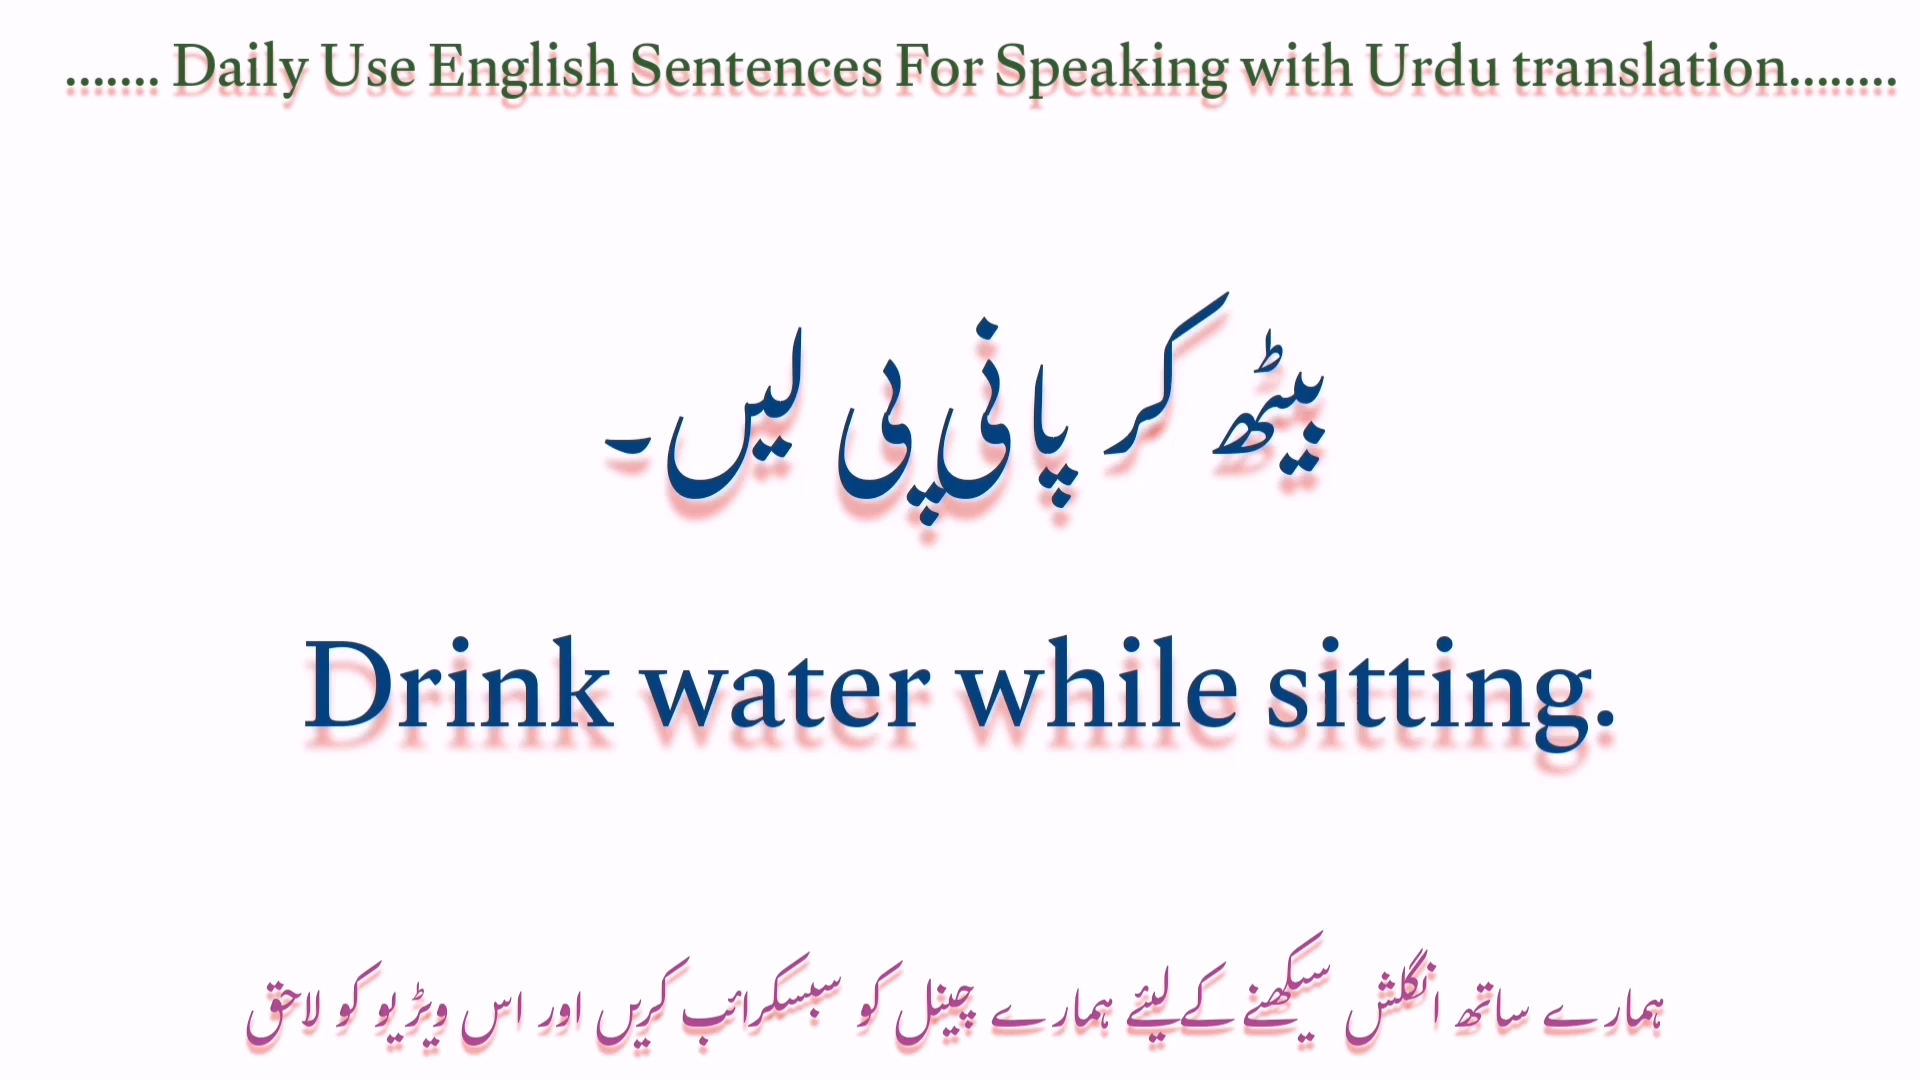 ....... Daily Use English Sentences For Speaking with Urdu translation........
بیٹھ کر پانی پی لیں۔
Drink water while sitting.
ہمارے ساتھ انگلش سیکھنے کے لیئے ہمارے چینل کو سبسکرائب کریں اور اس ویڑیو کو لاحق